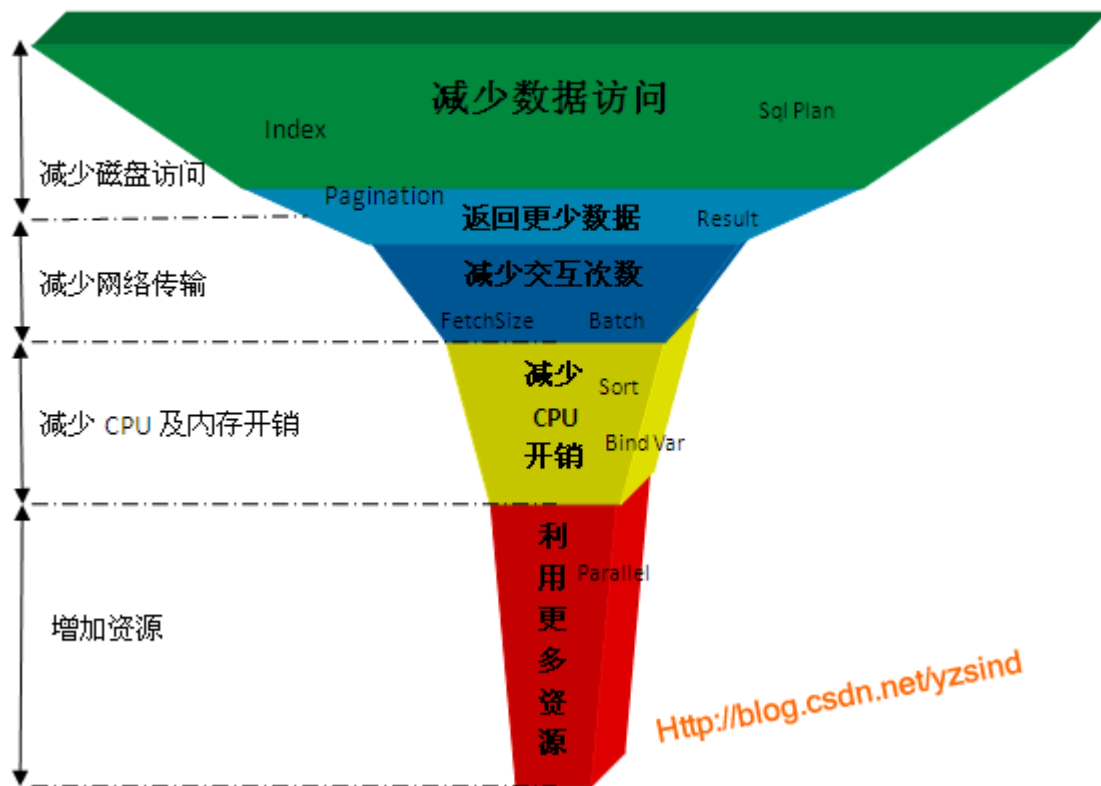 减少数据访问
Sql Plan
Index
减少磁盘访问
Pagination
返回更少数据
Result
减少网络传输
减少交互次数
FetchSize
Batch
减少
Sort
CPU
减少 CPU 及内存开销
Bind Var
开销
利
用
Parallel
更
增加资源
多
资
源
Http://blog.csdn.net/yzsind